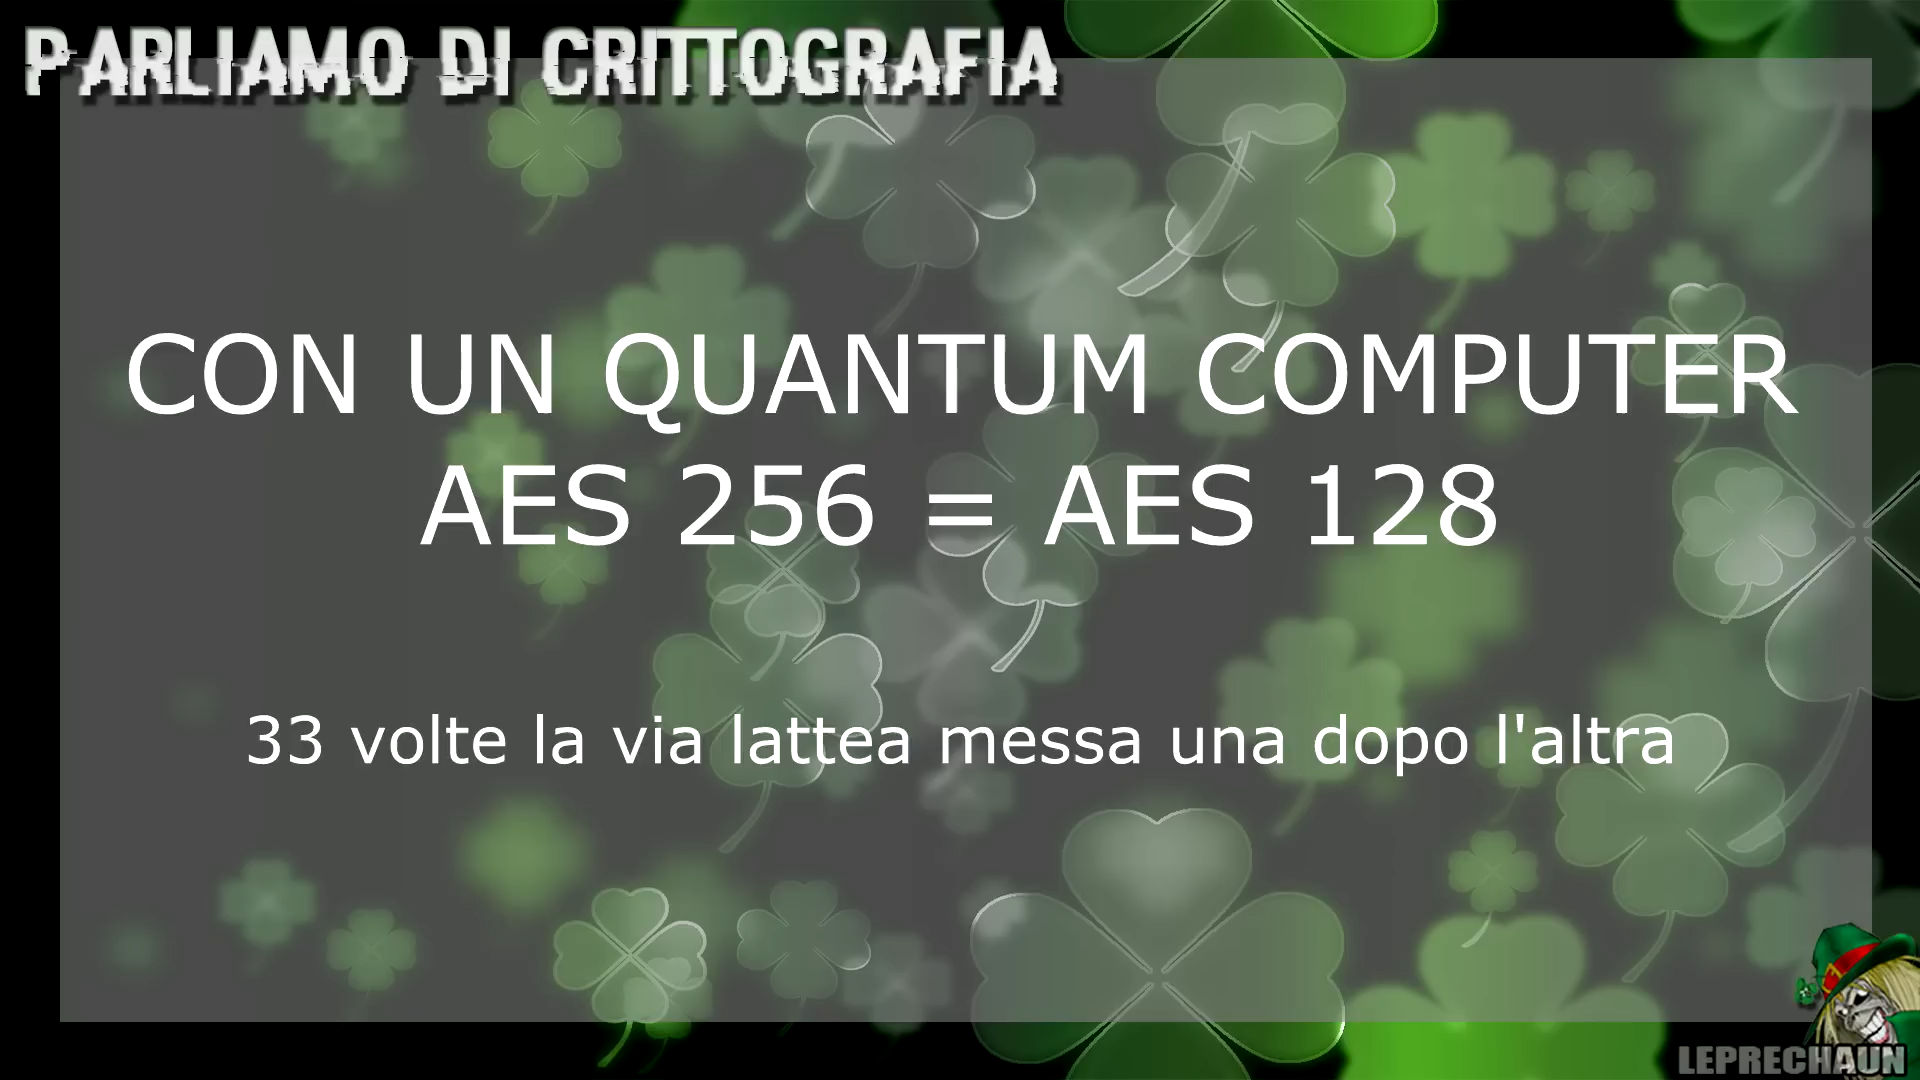 PARLIAMO DI CRITTOGRAFIA
CON UN QUANTUM COMPUTER
AES 256 = AES 128
33 volte la via lattea messa una dopo l'altra
LEPRECHAUN